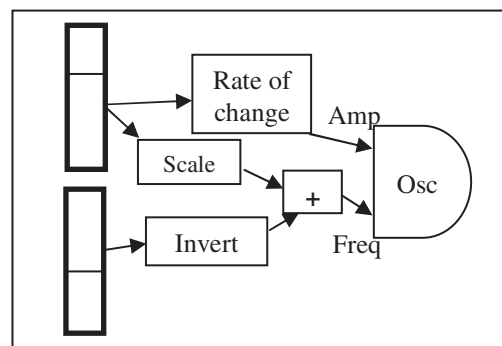 Rate of
change
Amp
Scale
Osc
+
Invert
Freq